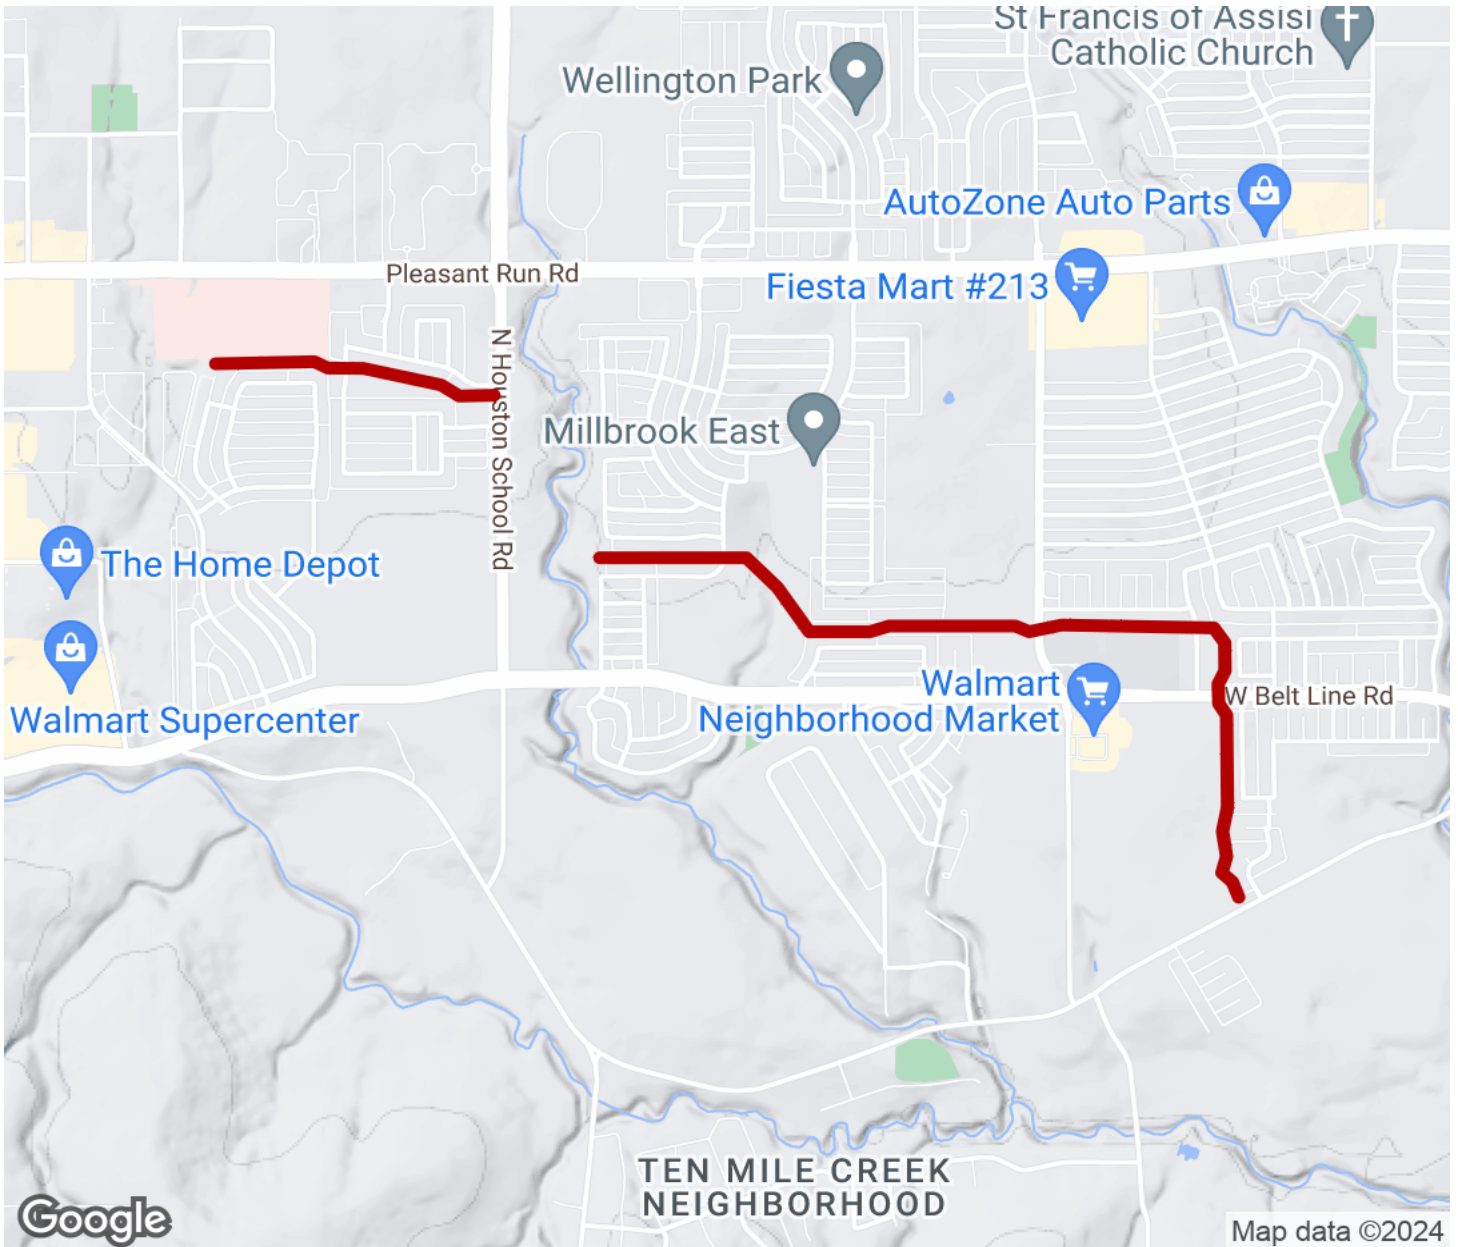 St Francis of Assisi
Catholic Church
Wellington Park
AutoZone Auto Parts
Pleasant Run Rd
Fiesta Mart #213
N Houston School Rd
Millbrook East
The Home Depot
Walmart
Neighborhood Market
W Belt Line Rd
Walmart Supercenter
TEN MILE CREEK
NEIGHBORHOOD
Google
Map data ©2024